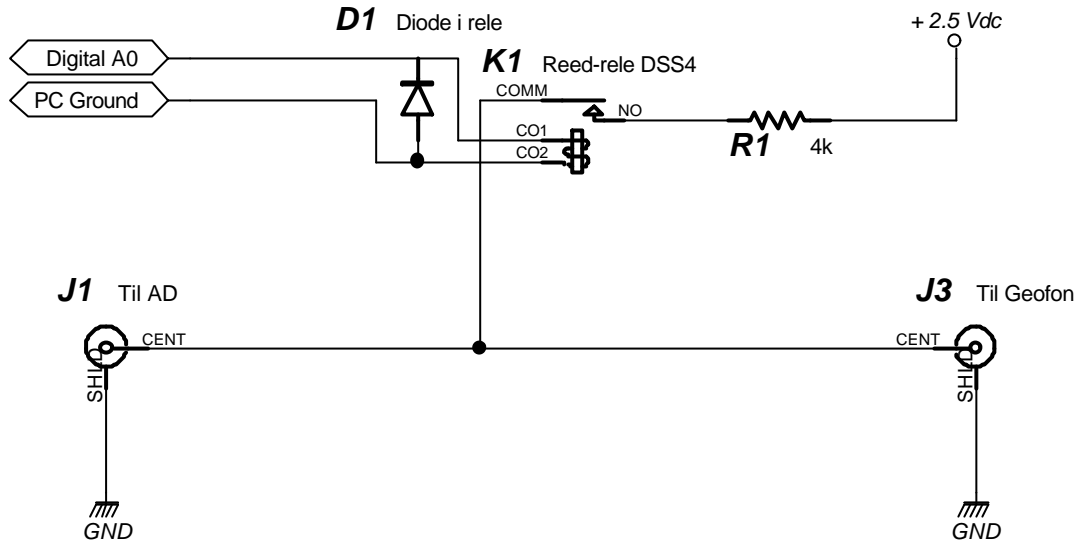 D1 Diode i rele
+ 2.5 Vdc
Digital A0
K1 Reed-rele DSS4
PC Ground
COMM
NO
CO1
R1 4k
CO2
J1 Til AD
J3 Til Geofon
CENT
CENT
SHLD
SHLD
GND
GND